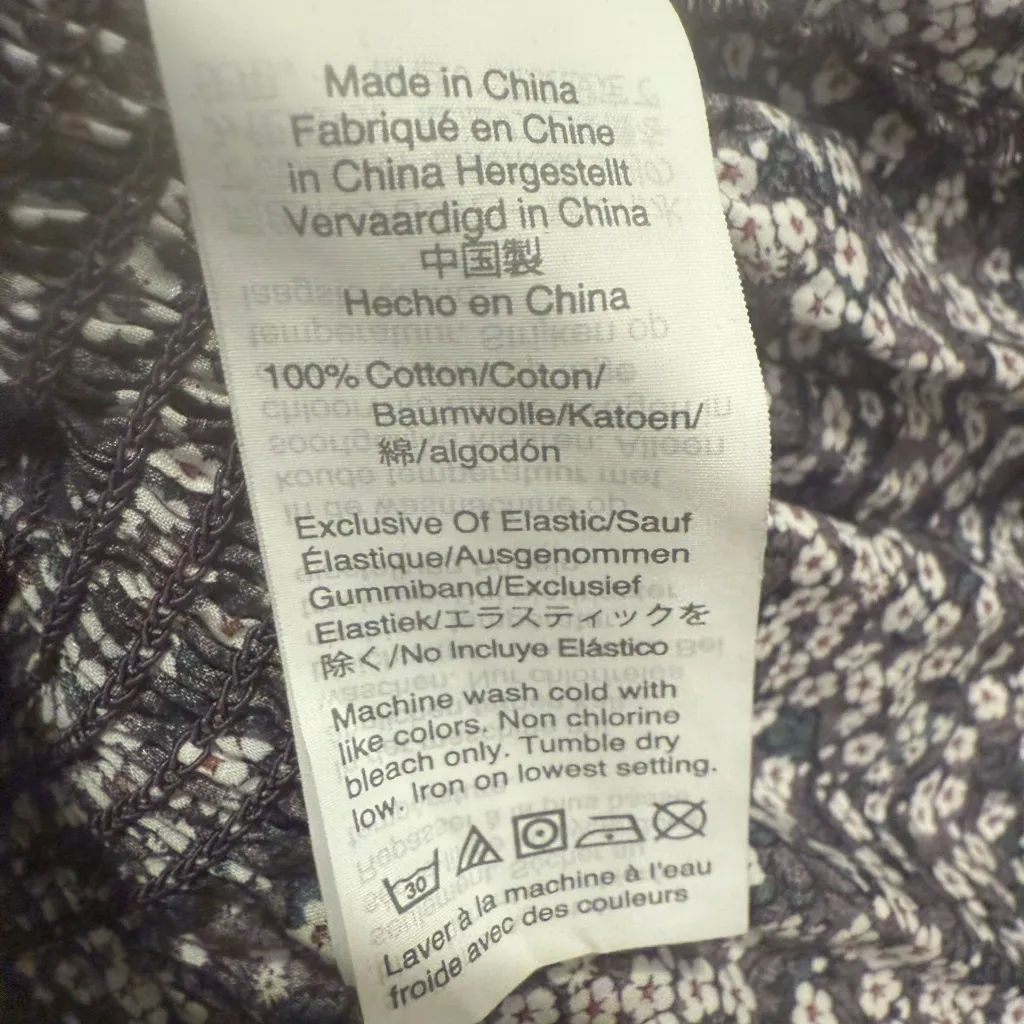 Made in China
Fabriqué en Chine
in China Hergestellt
Vervaardigd in China
中国製
Hecho en China
100% Cotton/Coton/
Baumwolle/Katoen/
綿/algodón
Exclusive Of Elastic/Sauf
Élastique/Ausgenommen
Gummiband/Exclusief
Elastiek/エラスティックを
除く/No Incluye Elástico
Machine wash cold with
like colors. Non chlorine
bleach only. Tumble dry
low. Iron on lowest setting.
30
Laver à la machine à l'eau
froide avec des couleurs